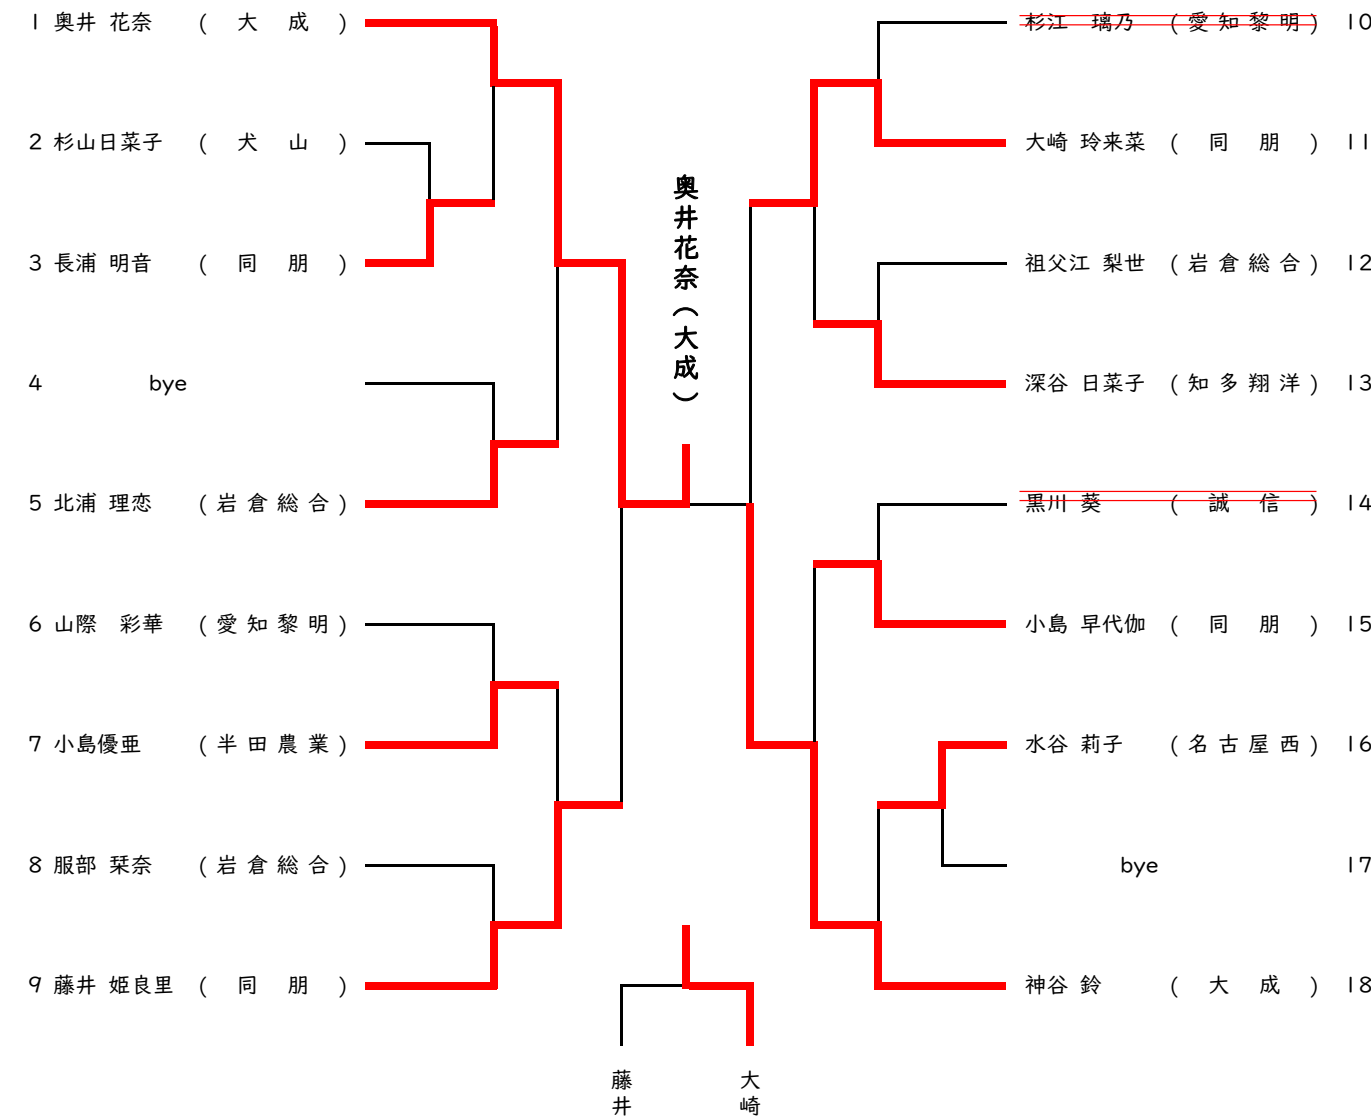 1 奥井 花奈 ( 大 成 )
2 杉山日菜子 ( 犬 山 )
3 長浦 明音 ( 同 朋 )
4 bye
5 北浦 理恋 ( 岩 倉 総 合 )
6 山際 彩華 ( 愛 知 黎 明 )
7 小島優亜 ( 半 田 農 業 )
8 服部 栞奈 ( 岩 倉 総 合 )
9 藤井 姫良里 ( 同 朋 )
奥井花奈(大成)
杉江 璃乃 ( 愛 知 黎 明 ) 10
大崎 玲来菜 ( 同 朋 ) 11
祖父江 梨世 ( 岩 倉 総 合 ) 12
深谷 日菜子 ( 知 多 翔 洋 ) 13
黒川 葵 ( 誠 信 ) 14
小島 早代伽 ( 同 朋 ) 15
水谷 莉子 ( 名 古 屋 西 ) 16
bye 17
神谷 鈴 ( 大 成 ) 18
藤井
大崎